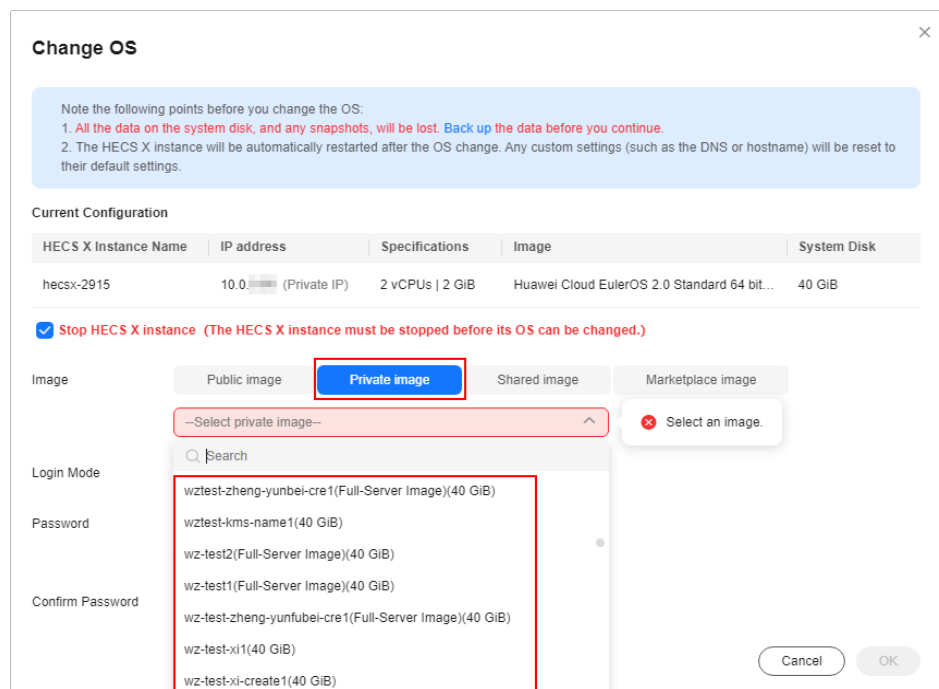 Change OS
Note the following points before you change the OS:
1. All the data on the system disk, and any snapshots, will be lost. Back up the data before you continue.
2. The HECS X instance will be automatically restarted after the OS change. Any custom settings (such as the DNS or hostname) will be reset to
their default settings.
Current Configuration
HECS X Instance Name IP address Specifications Image System Disk
hecsx-2915 10.0. (Private IP) 2 vCPUs | 2 GiB Huawei Cloud EulerOS 2.0 Standard 64 bit... 40 GiB
Stop HECS X instance (The HECS X instance must be stopped before its OS can be changed.)
Image Public image Private image Shared image Marketplace image
--Select private image-- Select an image.
Search
Login Mode
wztest-zheng-yunbei-cre1(Full-Server Image)(40 GiB)
Password wztest-kms-name1(40 GiB)
wz-test2(Full-Server Image)(40 GiB)
wz-test1(Full-Server Image)(40 GiB)
Confirm Password
wz-test-zheng-yunfubei-cre1(Full-Server Image)(40 GiB)
wz-test-xi1(40 GiB)
wz-test-xi-create1(40 GiB)
Cancel OK